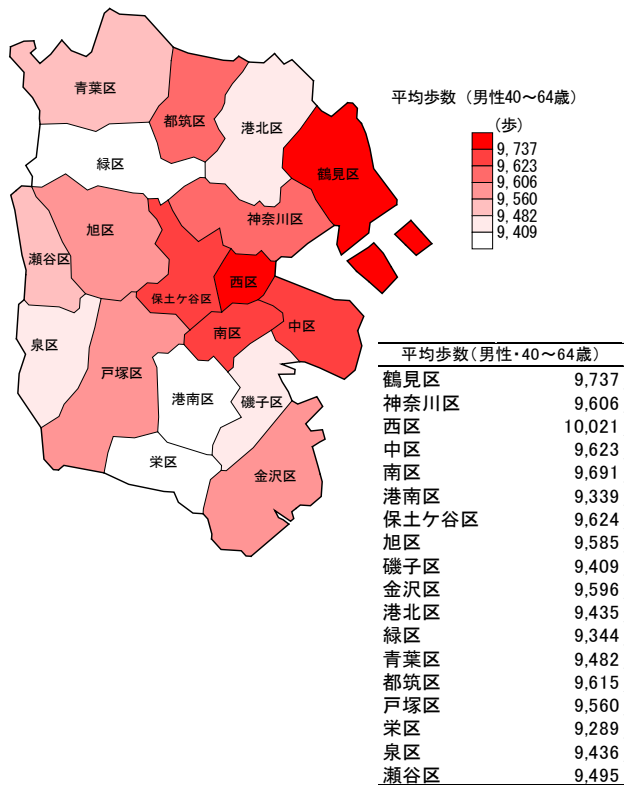 青葉区
都筑区
港北区
緑区
鶴見区
神奈川区
旭区
瀬谷区
保土ケ谷区
西区
泉区
戸塚区
南区
中区
港南区
磯子区
栄区
金沢区
平均歩数 (男性40～64歳)
(歩)
9,737
9,623
9,606
9,560
9,482
9,409
平均歩数(男性・40～64歳)
鶴見区 9,737
神奈川区 9,606
西区 10,021
中区 9,623
南区 9,691
港南区 9,339
保土ケ谷区 9,624
旭区 9,585
磯子区 9,409
金沢区 9,596
港北区 9,435
緑区 9,344
青葉区 9,482
都筑区 9,615
戸塚区 9,560
栄区 9,289
泉区 9,436
瀬谷区 9,495